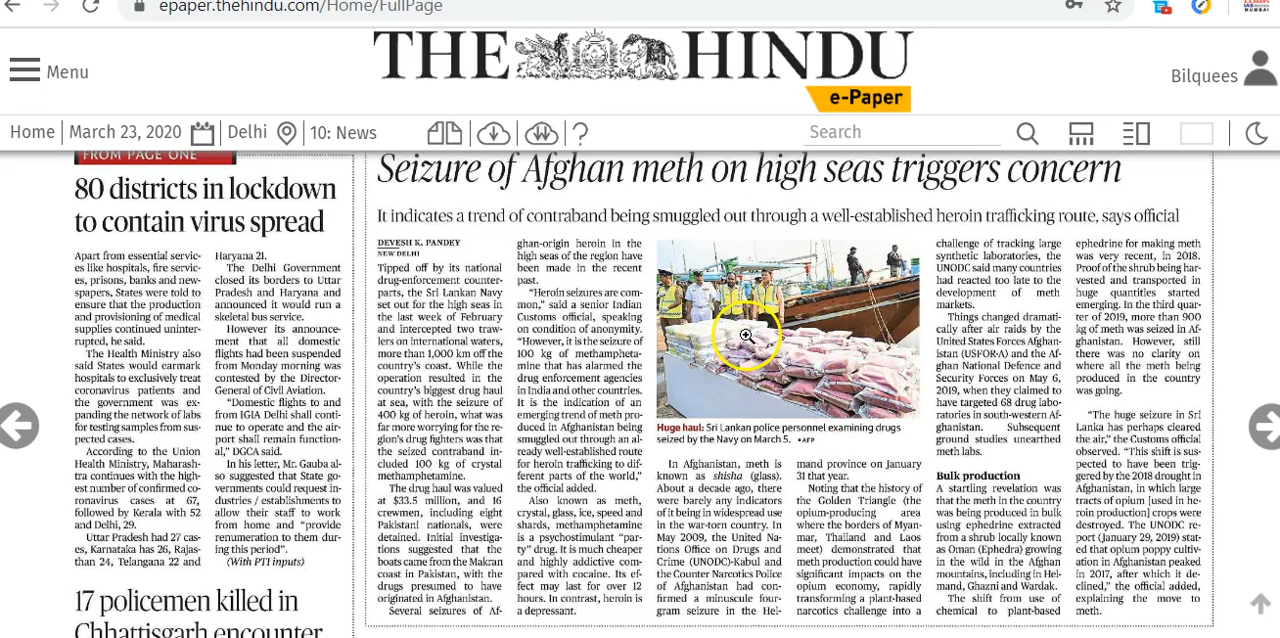 epaper.thehindu.com/Home/FullPage
THE HINDU
e-Paper
Menu
Bilquees
Home
March 23, 2020
Delhi
10: News
?
Search
FROM PAGE ONE
80 districts in lockdown
to contain virus spread
Apart from essential servic-
es like hospitals, fire servic-
es, prisons, banks and new-
spapers, States were told to
ensure that the production
and provisioning of medical
supplies continued uninter-
rupted, he said.
The Health Ministry also
said States would earmark
hospitals to exclusively treat
coronavirus patients and
the government was ex-
panding the network of labs
for testing samples from sus-
pected cases.
According to the Union
Health Ministry, Maharash-
tra continues with the high-
est number of confirmed co-
ronavirus cases at 67,
followed by Kerala with 52
and Delhi, 29.
Uttar Pradesh had 27 cas-
es, Karnataka has 26, Rajas-
than 24, Telangana 22 and
Haryana 21.
The Delhi Government
closed its borders to Uttar
Pradesh and Haryana and
announced it would run a
skeletal bus service.
However its announce-
ment that all domestic
flights had been suspended
from Monday morning was
contested by the Director-
General of Civil Aviation.
“Domestic flights to and
from IGIA Delhi shall conti-
nue to operate and the air-
port shall remain function-
al,” DGCA said.
In his letter, Mr. Gauba al-
so suggested that State go-
vernments could request in-
dustries / establishments to
allow their staff to work
from home and “provide
renumeration to them dur-
ing this period”.
(With PTI inputs)
17 policemen killed in
Chhattisgarh encounter
Seizure of Afghan meth on high seas triggers concern
It indicates a trend of contraband being smuggled out through a well-established heroin trafficking route, says official
DEVESH K. PANDEY
NEW DELHI
Tipped off by its national
drug-enforcement counter-
parts, the Sri Lankan Navy
set out for the high seas in
the last week of February
and intercepted two traw-
lers on international waters,
more than 1,000 km off the
country's coast. While the
operation resulted in the
country's biggest drug haul
at sea, with the seizure of
400 kg of heroin, what was
far more worrying for the re-
gion's drug fighters was that
the seized contraband in-
cluded 100 kg of crystal
methamphetamine.
The drug haul was valued
at $33.5 million, and 16
crewmen, including eight
Pakistani nationals, were
detained. Initial investiga-
tions suggested that the
boats came from the Makran
coast in Pakistan, with the
drugs presumed to have
originated in Afghanistan.
Several seizures of Af-
ghan-origin heroin in the
high seas of the region have
been made in the recent
past.
“Heroin seizures are com-
mon,” said a senior Indian
Customs official, speaking
on condition of anonymity.
“However, it is the seizure of
100 kg of methampheta-
mine that has alarmed the
drug enforcement agencies
in India and other countries.
It is the indication of an
emerging trend of meth pro-
duced in Afghanistan being
smuggled out through an al-
ready well-established route
for heroin trafficking to dif-
ferent parts of the world,”
the official added.
Also known as meth,
crystal, glass, ice, speed and
shards, methamphetamine
is a psychostimulant “par-
ty” drug. It is much cheaper
and highly addictive com-
pared with cocaine. Its ef-
fect may last for over 12
hours. In contrast, heroin is
a depressant.
Huge haul: Sri Lankan police personnel examining drugs
seized by the Navy on March 5. •AFP
In Afghanistan, meth is
known as shisha (glass).
About a decade ago, there
were barely any indicators
of it being in widespread use
in the war-torn country. In
May 2009, the United Na-
tions Office on Drugs and
Crime (UNODC)-Kabul and
the Counter Narcotics Police
of Afghanistan had con-
firmed a minuscule four-
gram seizure in the Hel-
mand province on January
31 that year.
Noting that the history of
the Golden Triangle (the
opium-producing area
where the borders of Myan-
mar, Thailand and Laos
meet) demonstrated that
meth production could have
significant impacts on the
opium economy, rapidly
transforming a plant-based
narcotics challenge into a
challenge of tracking large
synthetic laboratories, the
UNODC said many countries
had reacted too late to the
development of meth
markets.
Things changed dramati-
cally after air raids by the
United States Forces Afghan-
istan (USFOR-A) and the Af-
ghan National Defence and
Security Forces on May 6,
2019, when they claimed to
have targeted 68 drug labo-
ratories in south-western Af-
ghanistan. Subsequent
ground studies unearthed
meth labs.
Bulk production
A startling revelation was
that the meth in the country
was being produced in bulk
using ephedrine extracted
from a shrub locally known
as Oman (Ephedra) growing
in the wild in the Afghan
mountains, including in Hel-
mand, Ghazni and Wardak.
The shift from use of
chemical to plant-based
ephedrine for making meth
was very recent, in 2018.
Proof of the shrub being har-
vested and transported in
huge quantities started
emerging. In the third quar-
ter of 2019, more than 900
kg of meth was seized in Af-
ghanistan. However, still
there was no clarity on
where all the meth being
produced in the country
was going.
“The huge seizure in Sri
Lanka has perhaps cleared
the air,” the Customs official
observed. “This shift is sus-
pected to have been trig-
gered by the 2018 drought in
Afghanistan, in which large
tracts of opium [used in he-
roin production] crops were
destroyed. The UNODC re-
port (January 29, 2019) stat-
ed that opium poppy cultiv-
ation in Afghanistan peaked
in 2017, after which it de-
clined,” the official added,
explaining the move to
meth.